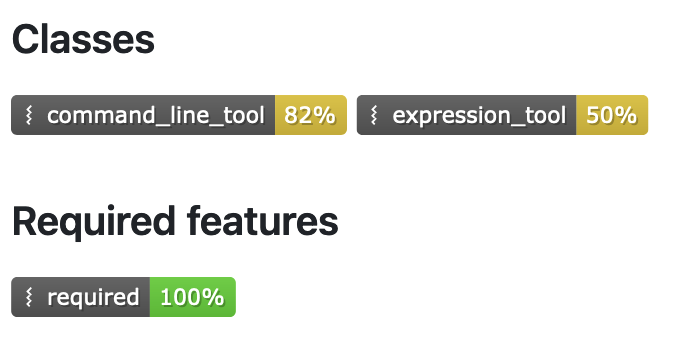 Classes
command_line_tool 82% expression_tool 50%
Required features
required 100%